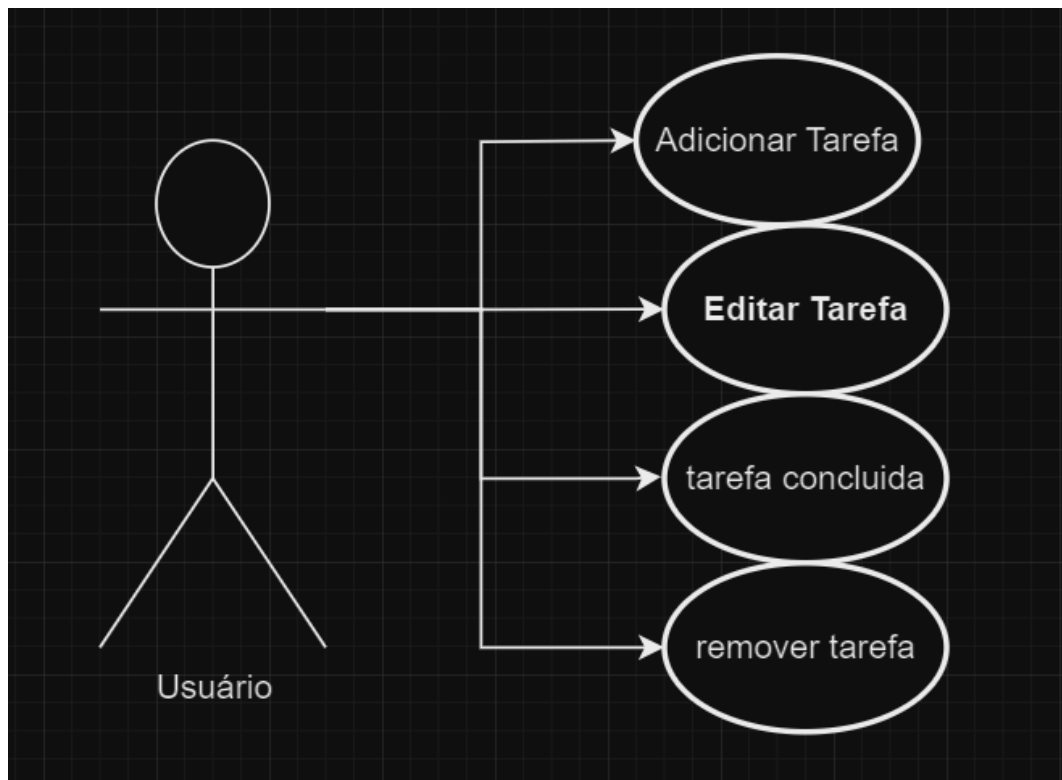 Adicionar Tarefa
Editar Tarefa
tarefa concluida
remover tarefa
Usuário